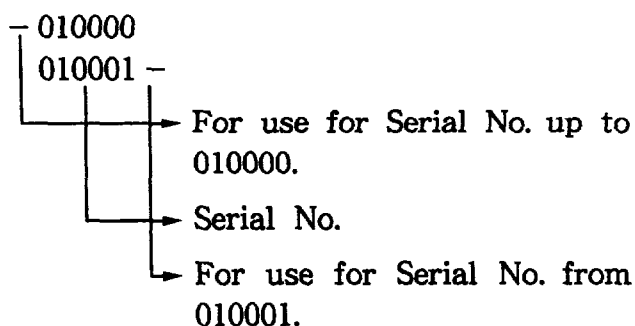 – 010000
010001 –
For use for Serial No. up to
010000.
Serial No.
For use for Serial No. from
010001.